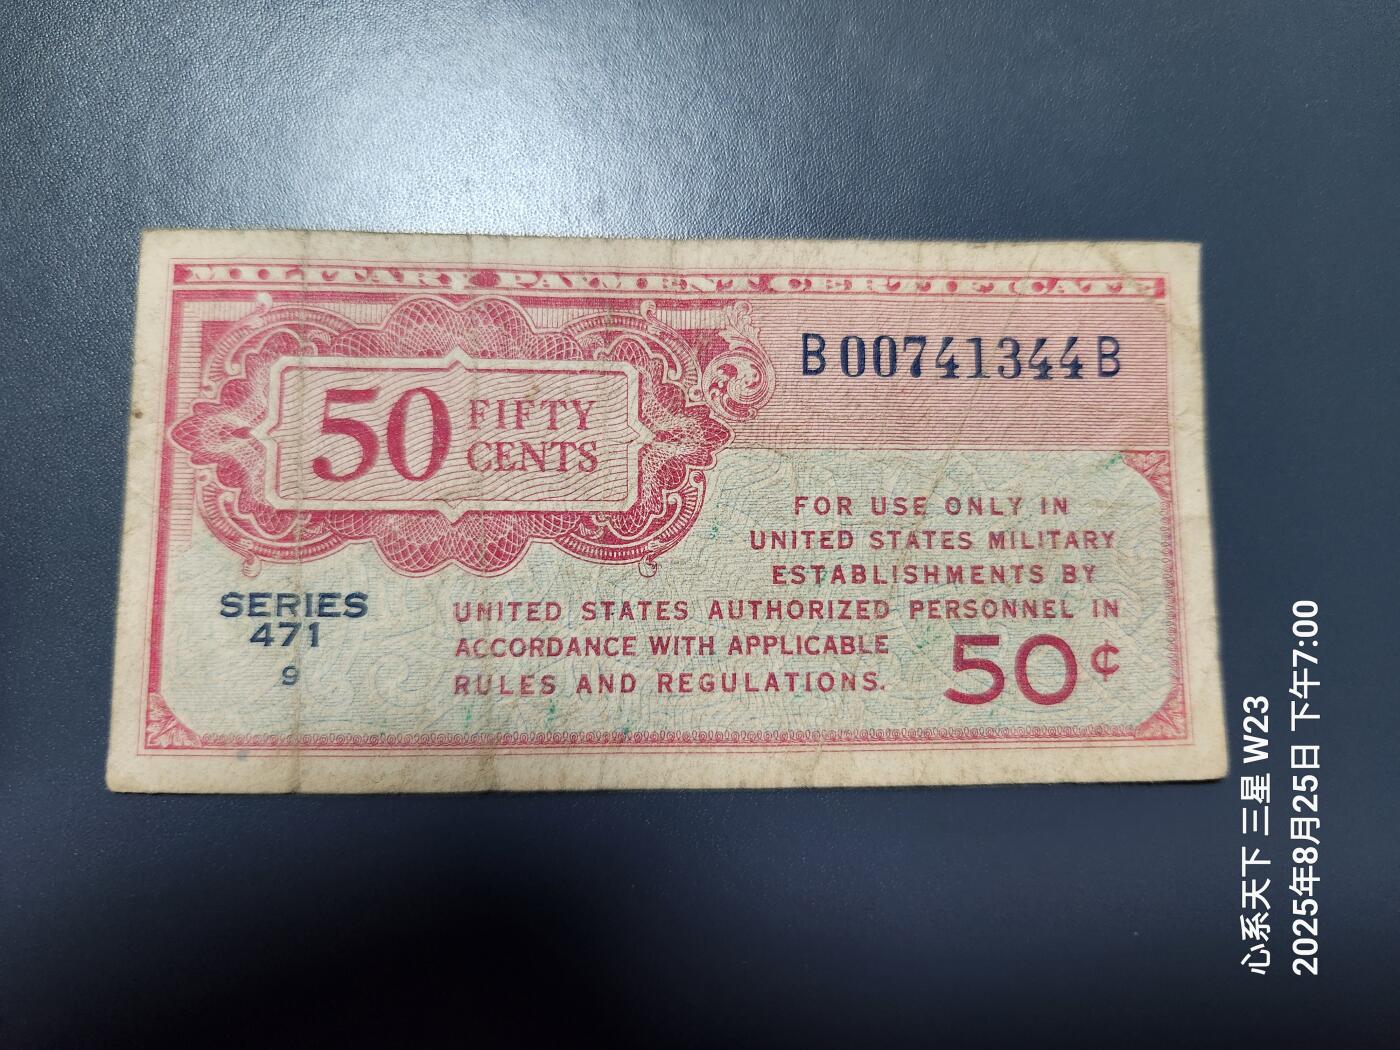 MILITARY PAYMENT CERTIFICATE
B00741344B
50 FIFTY CENTS
FOR USE ONLY IN
UNITED STATES MILITARY
ESTABLISHMENTS BY
UNITED STATES AUTHORIZED PERSONNEL IN
ACCORDANCE WITH APPLICABLE
RULES AND REGULATIONS.
50¢
SERIES
471
9
心系天下 三星 W23
2025年8月25日 下午7:00